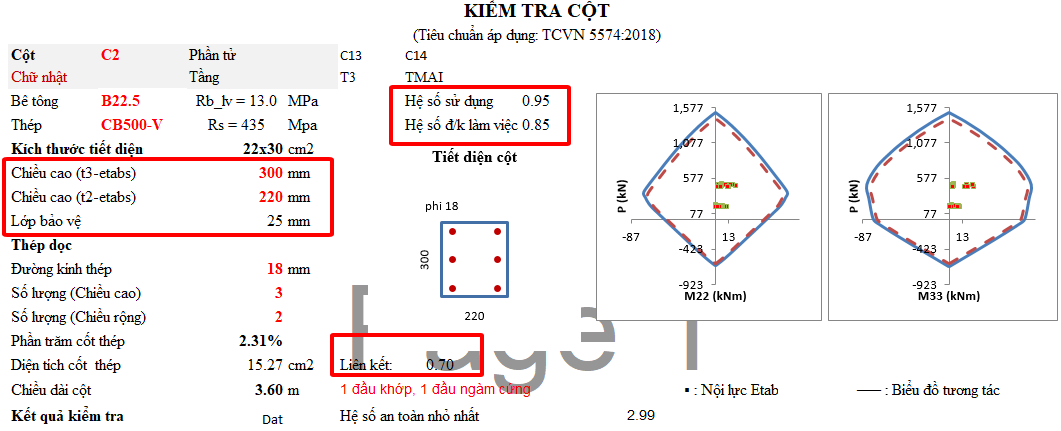 KIỂM TRA CỘT
(Tiêu chuẩn áp dụng: TCVN 5574:2018)
Cột C2 Phần tử C13 C14
Chữ nhật Tầng T3 TMAI
Bê tông B22.5 Rb_lv = 13.0 MPa Hệ số sử dụng 0.95
Thép CB500-V Rs = 435 Mpa Hệ số đ/k làm việc 0.85
Kích thước tiết diện 22x30 cm2 Tiết diện cột
Chiều cao (t3-etabs) 300 mm
Chiều cao (t2-etabs) 220 mm
Lớp bảo vệ 25 mm
phi 18
300
220
Thép dọc
Đường kính thép 18 mm
Số lượng (Chiều cao) 3
Số lượng (Chiều rộng) 2
Phần trăm cốt thép 2.31%
Diện tích cốt thép 15.27 cm2 Liên kết: 0.70
Chiều dài cột 3.60 m 1 đầu khớp, 1 đầu ngàm cứng
Kết quả kiểm tra Dat Hệ số an toàn nhỏ nhất 2.99
P (kN)
1,577
1,077
577
77
-87 13
-423
-923
M22 (kNm)
P (kN)
1,577
1,077
577
77
-87 13
-423
-923
M33 (kNm)
: Nội lực Etab : Biểu đồ tương tác
Page 1